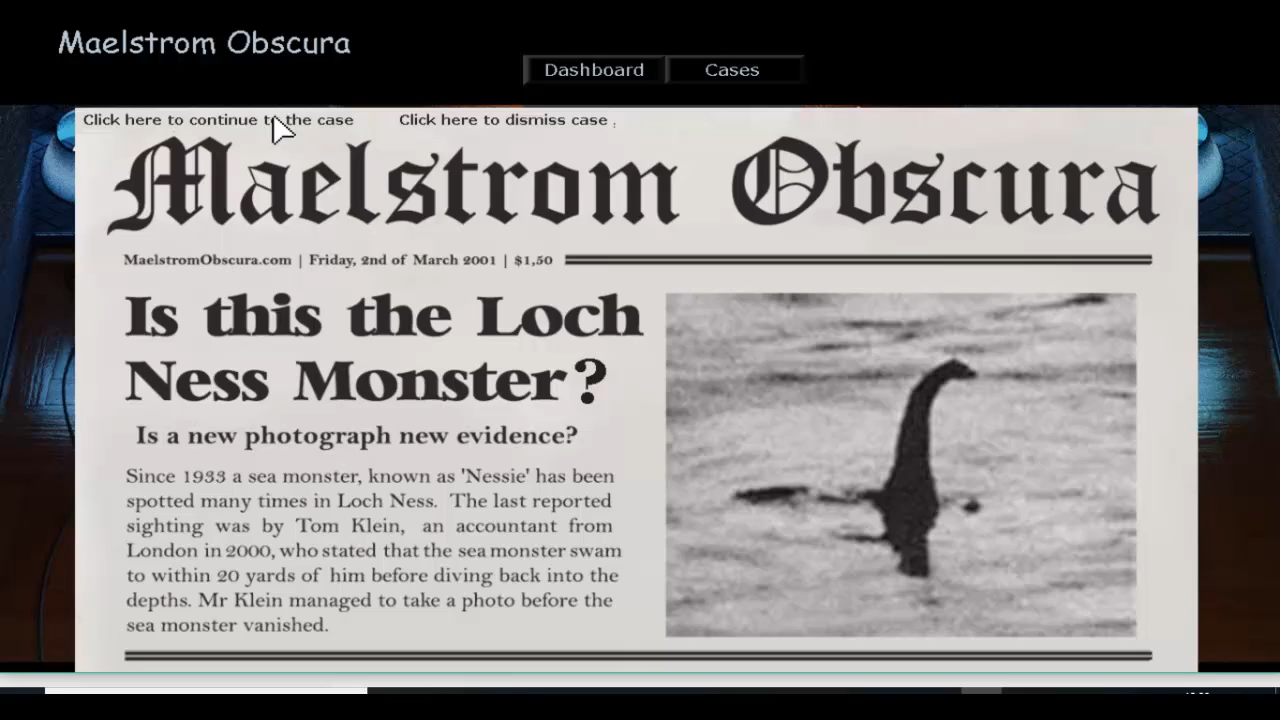 Maelstrom Obscura
Dashboard Cases
Click here to continue to the case Click here to dismiss case
Maelstrom Obscura
MaelstromObscura.com | Friday, 2nd of March 2001 | $1,50
Is this the Loch
Ness Monster?
Is a new photograph new evidence?
Since 1933 a sea monster, known as 'Nessie' has been
spotted many times in Loch Ness. The last reported
sighting was by Tom Klein, an accountant from
London in 2000, who stated that the sea monster swam
to within 20 yards of him before diving back into the
depths. Mr Klein managed to take a photo before the
sea monster vanished.